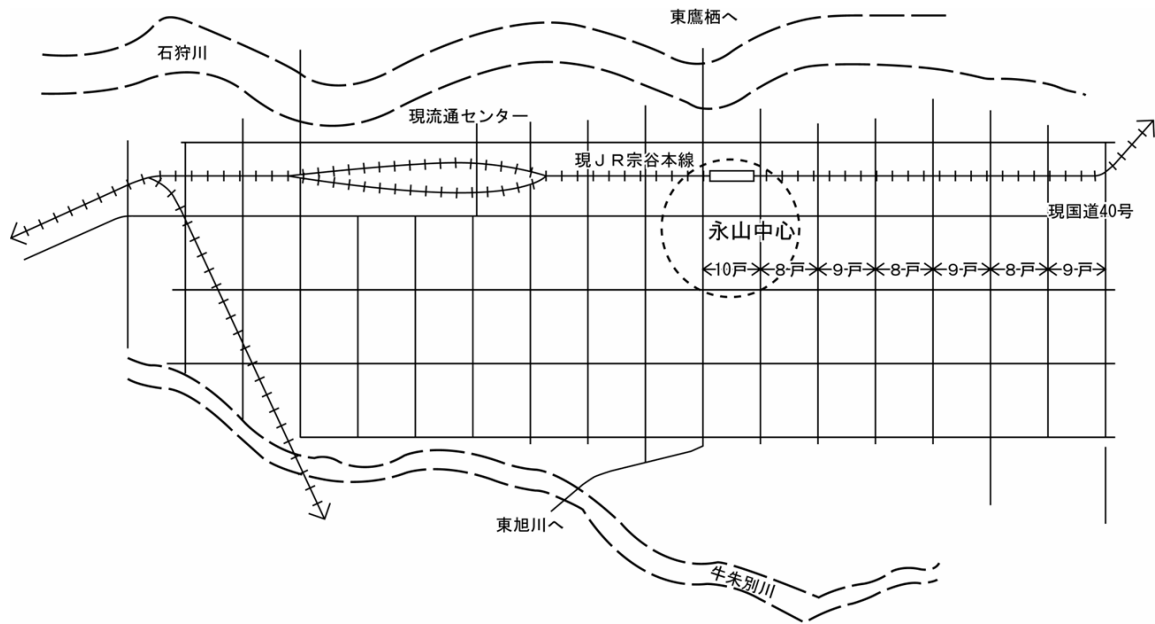 東鷹栖へ
石狩川
現流通センター
現ＪＲ宗谷本線
現国道40号
永山中心
10戸
8戸
9戸
8戸
9戸
8戸
9戸
東旭川へ
牛朱別川